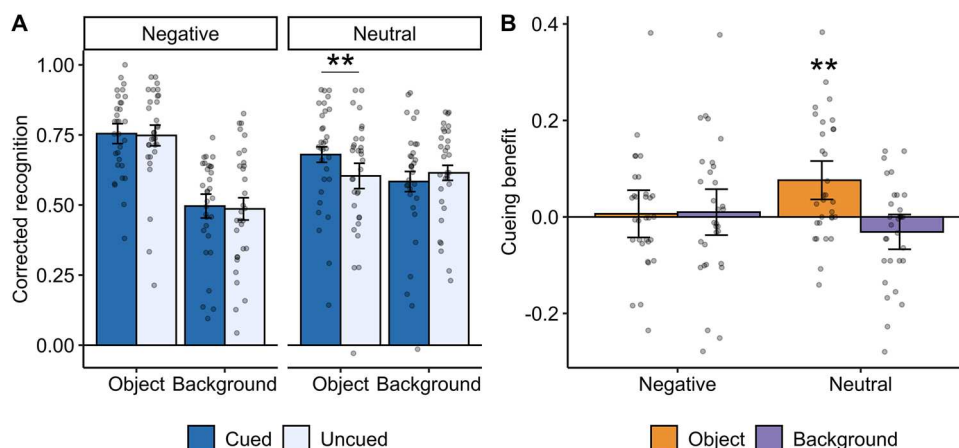 A
Negative
Neutral
Corrected recognition
1.00
0.75
0.50
0.25
0.00
**
Object
Background
Object
Background
Cued
Uncued
B
Cueing benefit
0.4
0.2
0.0
-0.2
**
Negative
Neutral
Object
Background